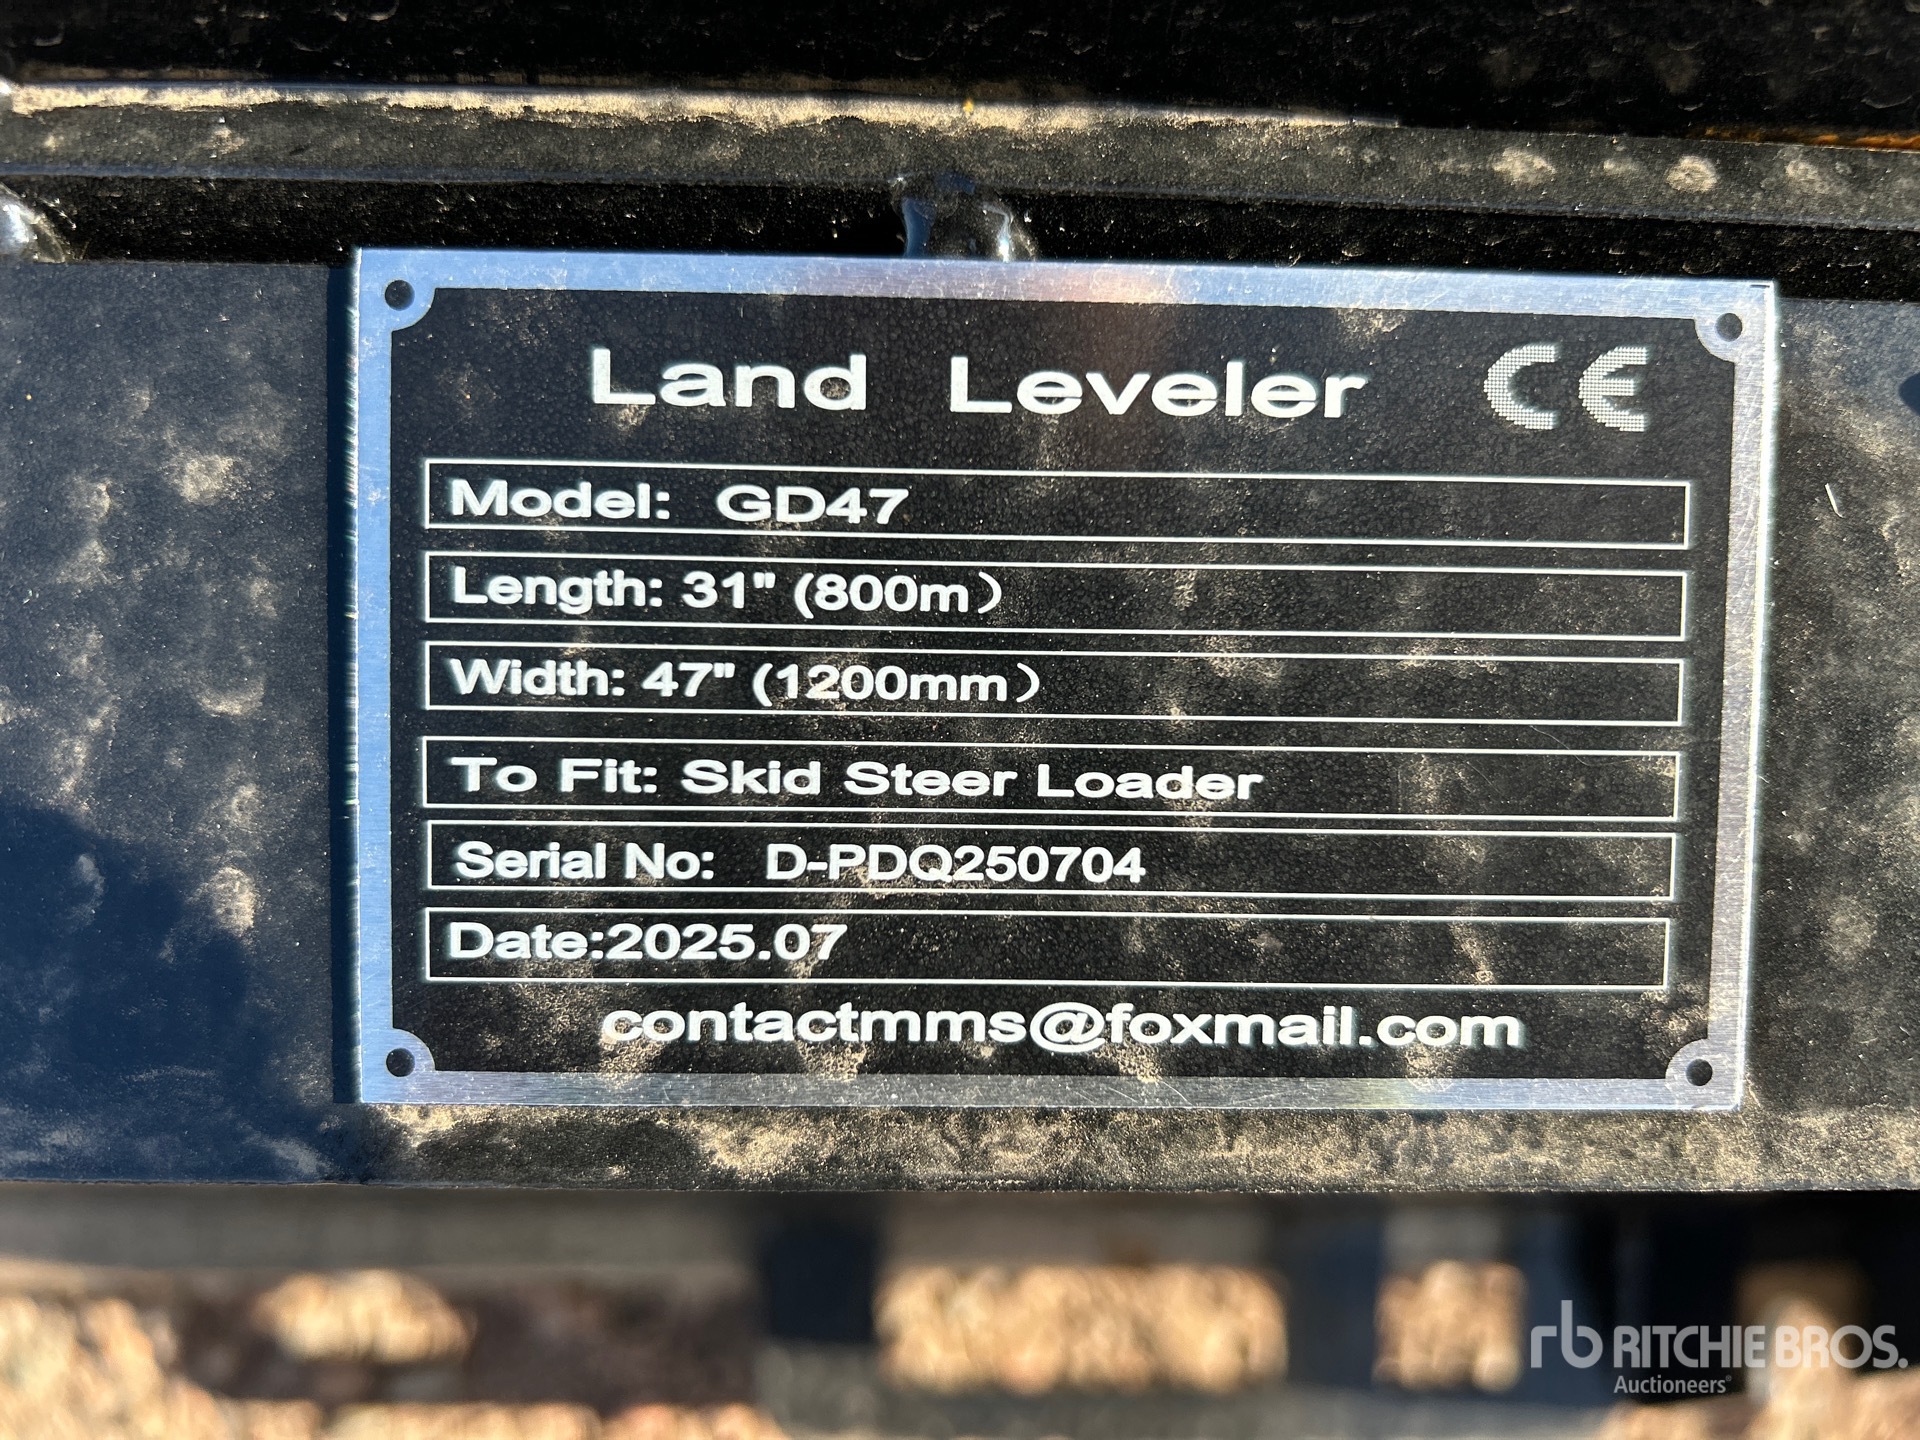 Land Leveler CE
Model: GD47
Length: 31" (800m）
Width: 47" (1200mm）
To Fit: Skid Steer Loader
Serial No: D-PDQ250704
Date:2025.07
contactmms@foxmail.com
rb RITCHIE BROS.
Auctioneers®